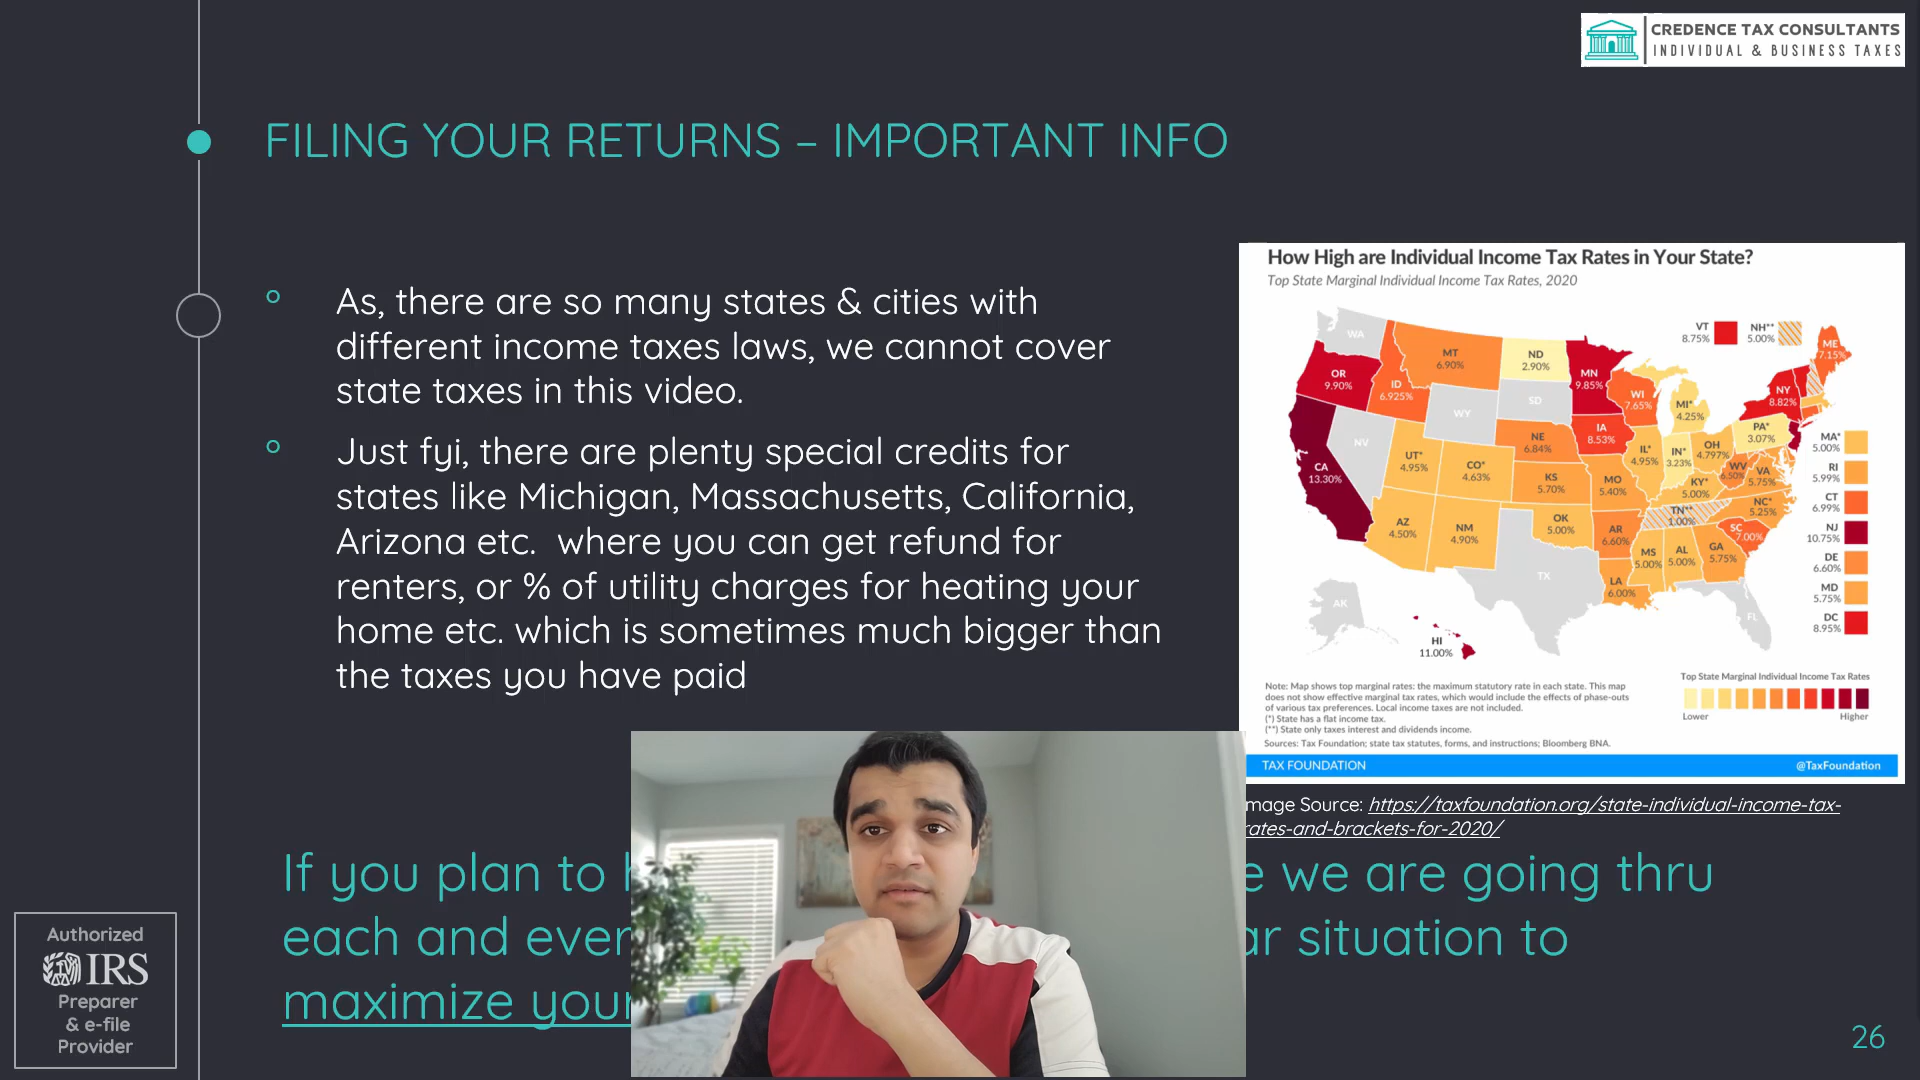 CREDENCE TAX CONSULTANTS
INDIVIDUAL & BUSINESS TAXES
FILING YOUR RETURNS – IMPORTANT INFO
As, there are so many states & cities with
different income taxes laws, we cannot cover
state taxes in this video.
Just fyi, there are plenty special credits for
states like Michigan, Massachusetts, California,
Arizona etc. where you can get refund for
renters, or % of utility charges for heating your
home etc. which is sometimes much bigger than
the taxes you have paid
How High are Individual Income Tax Rates in Your State?
Top State Marginal Individual Income Tax Rates, 2020
WA
MT
6.90%
ND
2.90%
MN
9.85%
VT
8.75%
NH**
5.00%
ME
7.15%
OR
9.90%
ID
6.925%
WY
SD
WI
7.65%
MI*
4.25%
NY
8.82%
NV
UT*
4.95%
CO*
4.63%
NE
6.84%
IA
8.53%
IL*
4.95%
IN*
3.23%
OH
4.797%
PA*
3.07%
MA*
5.00%
CA
13.30%
KS
5.70%
MO
5.40%
KY*
5.00%
WV
6.50%
VA
5.75%
RI
5.99%
CT
6.99%
AZ
4.50%
NM
4.90%
OK
5.00%
AR
6.60%
TN**
1.00%
NC*
5.25%
SC
7.00%
NJ
10.75%
TX
LA
6.00%
MS
5.00%
AL
5.00%
GA
5.75%
DE
6.60%
MD
5.75%
DC
8.95%
AK
HI
11.00%
FL
Note: Map shows top marginal rates: the maximum statutory rate in each state. This map
does not show effective marginal tax rates, which would include the effects of phase-outs
of various tax preferences. Local income taxes are not included.
(*) State has a flat income tax.
(**) State only taxes interest and dividends income.
Sources: Tax Foundation; state tax statutes, forms, and instructions; Bloomberg BNA.
Top State Marginal Individual Income Tax Rates
Lower Higher
TAX FOUNDATION @TaxFoundation
mage Source: https://taxfoundation.org/state-individual-income-tax-
rates-and-brackets-for-2020/
If you plan to h e we are going thru
each and ever ar situation to
maximize your
Authorized
IRS
Preparer
& e-file
Provider
26